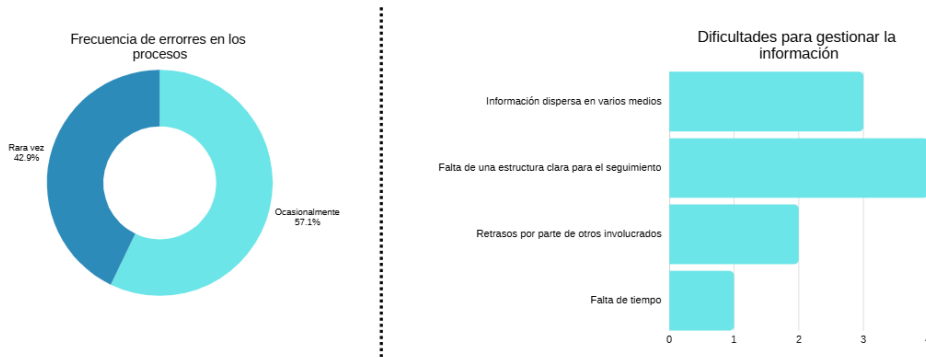 Frecuencia de errorres en los
procesos
Rara vez
42.9%
Ocasionalmente
57.1%
Dificultades para gestionar la
información
Información dispersa en varios medios
Falta de una estructura clara para el seguimiento
Retrasos por parte de otros involucrados
Falta de tiempo
0 1 2 3